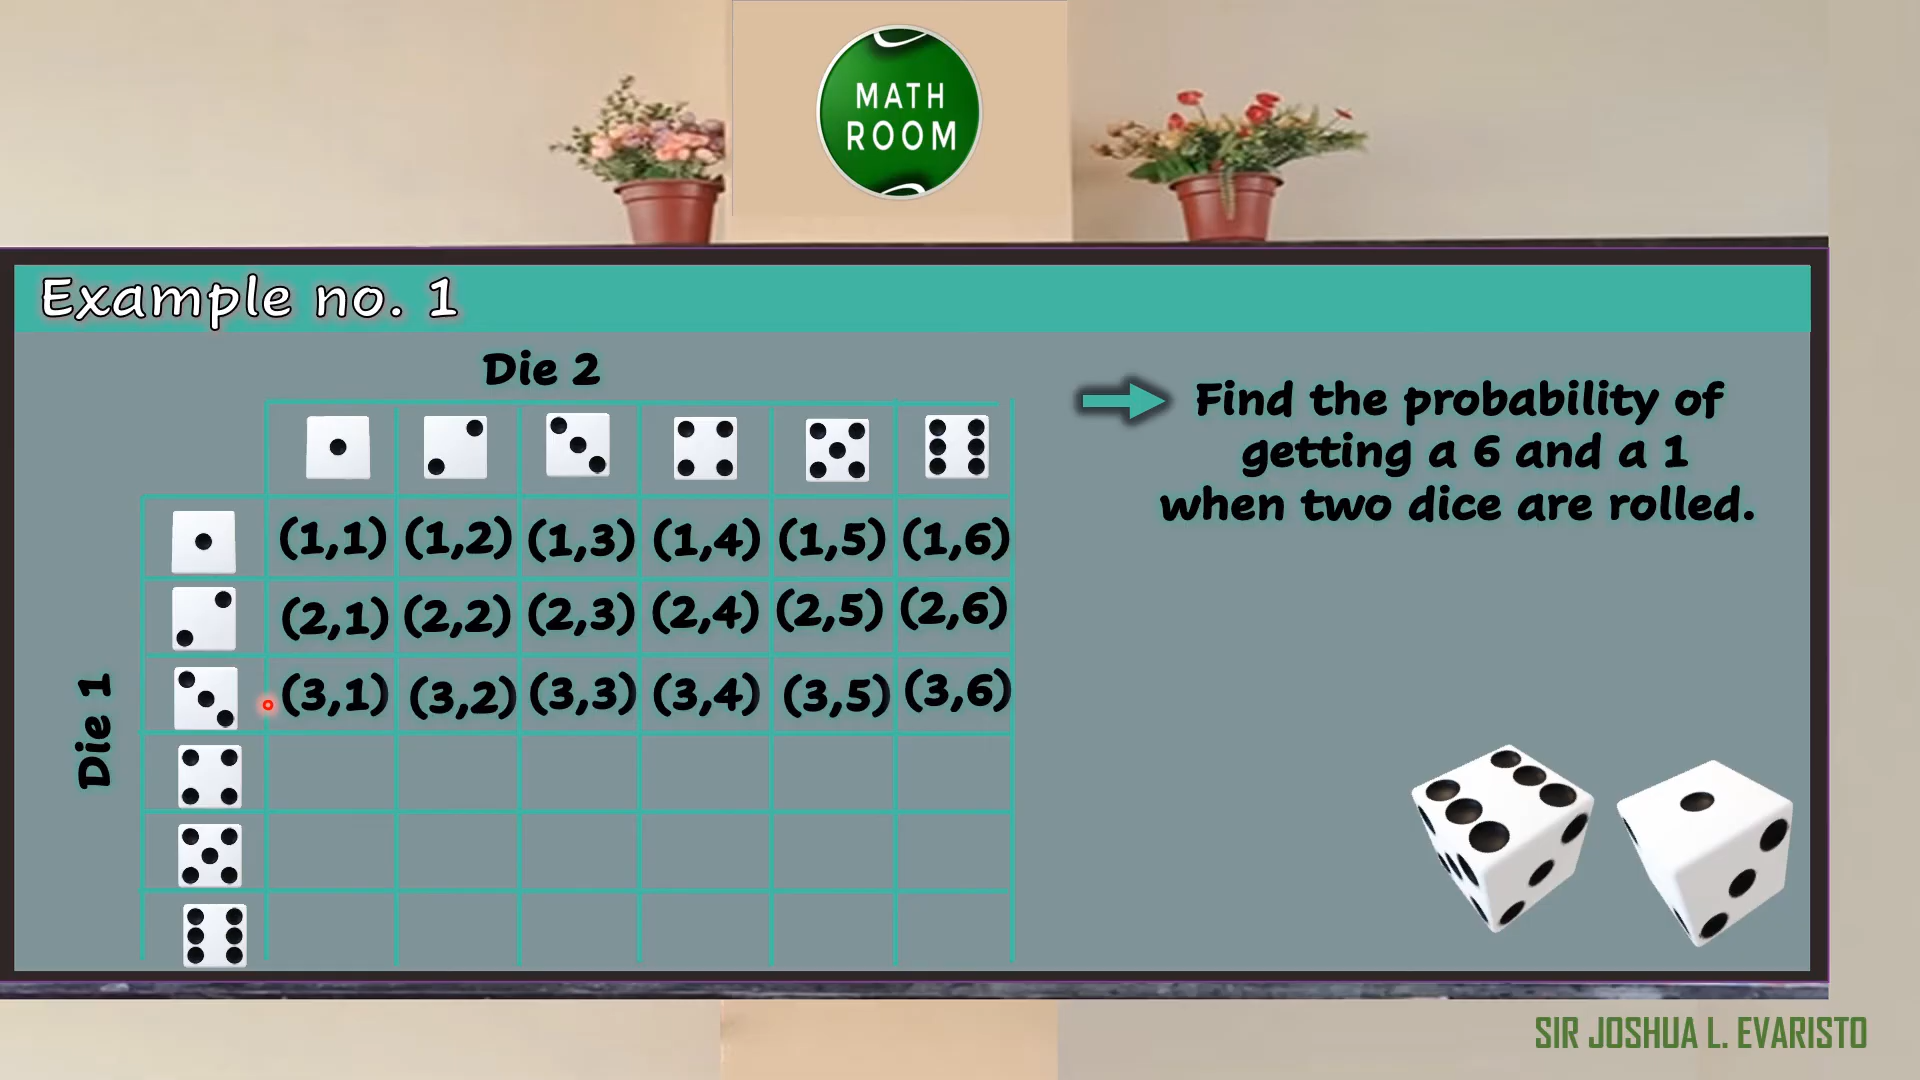 MATH
ROOM
Example no. 1
Die 2
Find the probability of
getting a 6 and a 1
when two dice are rolled.
(1,1) (1,2) (1,3) (1,4) (1,5) (1,6)
(2,1) (2,2) (2,3) (2,4) (2,5) (2,6)
Die 1
(3,1) (3,2) (3,3) (3,4) (3,5) (3,6)
SIR JOSHUA L. EVARISTO